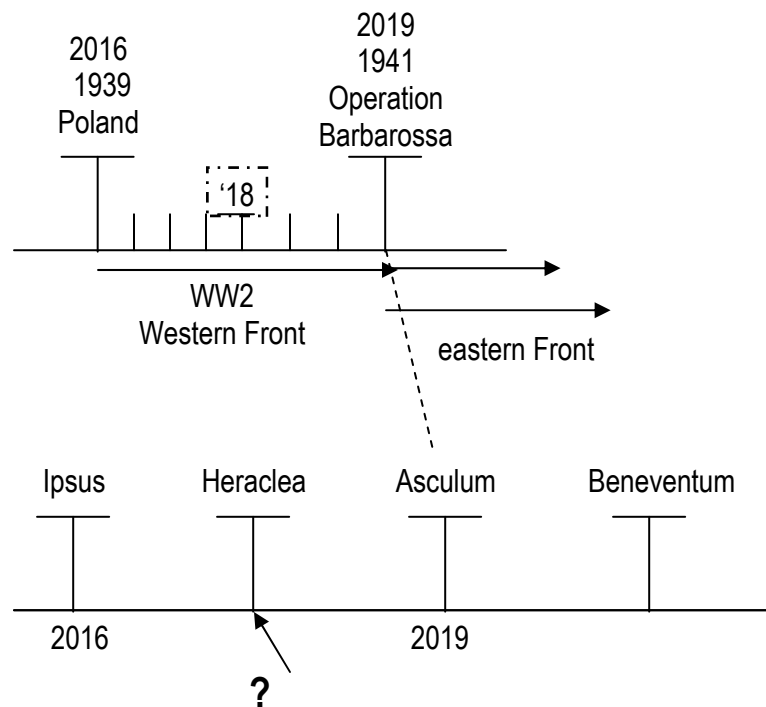 2016
1939
Poland
2019
1941
Operation
Barbarossa
‘18
WW2
Western Front
eastern Front
Ipsus
Heraclea
Asculum
Beneventum
2016
2019
?